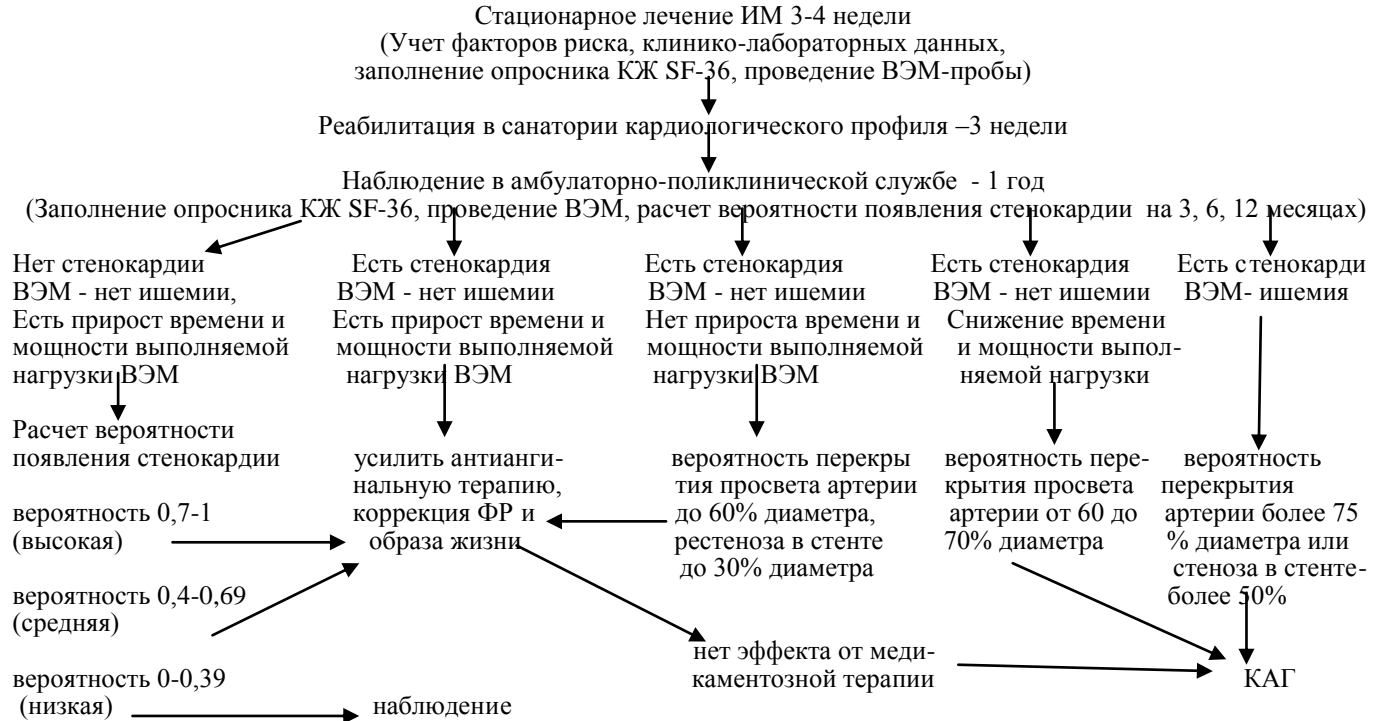 Стационарное лечение ИМ 3-4 недели
(Учет факторов риска, клинико-лабораторных данных,
заполнение опросника КЖ SF-36, проведение ВЭМ-пробы)
Реабилитация в санатории кардиологического профиля –3 недели
Наблюдение в амбулаторно-поликлинической службе - 1 год
(Заполнение опросника КЖ SF-36, проведение ВЭМ, расчет вероятности появления стенокардии на 3, 6, 12 месяцах)
Нет стенокардии
ВЭМ - нет ишемии,
Есть прирост времени и
мощности выполняемой
нагрузки ВЭМ
Есть стенокардия
ВЭМ - нет ишемии
Есть прирост времени и
мощности выполняемой
нагрузки ВЭМ
Есть стенокардия
ВЭМ - нет ишемии
Нет прироста времени и
мощности выполняемой
нагрузки ВЭМ
Есть стенокардия
ВЭМ - нет ишемии
Снижение времени
и мощности выпол-
няемой нагрузки
Есть стенокарди
ВЭМ- ишемия
Расчет вероятности
появления стенокардии
вероятность 0,7-1
(высокая)
вероятность 0,4-0,69
(средняя)
вероятность 0-0,39
(низкая)
усилить антианги-
нальную терапию,
коррекция ФР и
образа жизни
наблюдение
вероятность перекры
тия просвета артерии
до 60% диаметра,
рестеноза в стенте
до 30% диаметра
нет эффекта от меди-
каментозной терапии
вероятность пере-
крытия просвета
артерии от 60 до
70% диаметра
вероятность
перекрытия
артерии более 75
% диаметра или
стеноза в стенте-
более 50%
КАГ